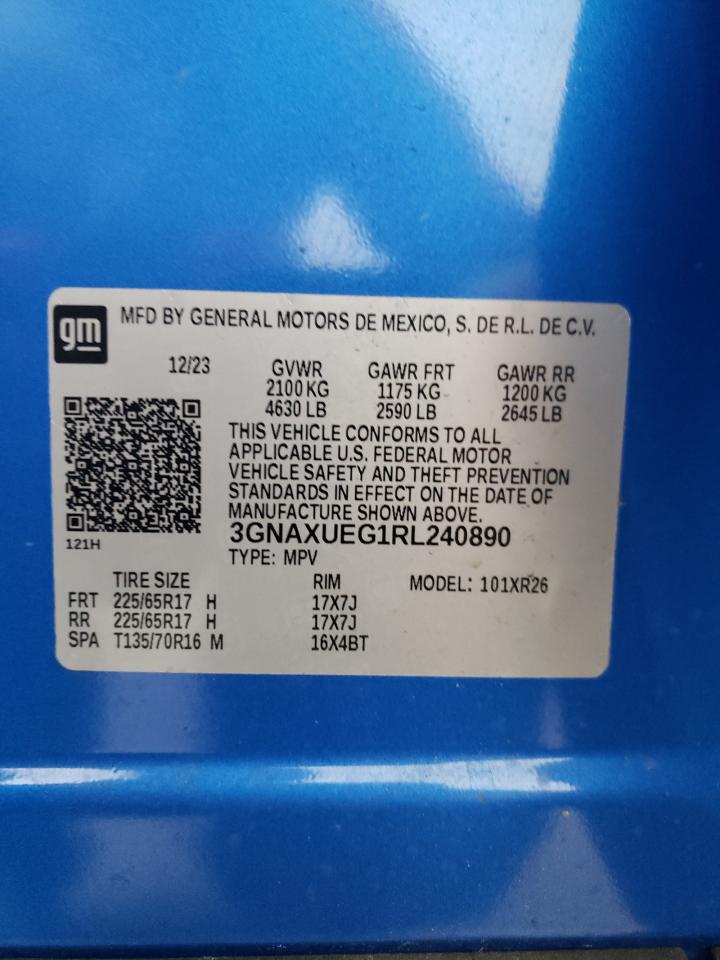 gm
MFD BY GENERAL MOTORS DE MEXICO, S. DE R.L. DE C.V.
12/23 GVWR GAWR FRT GAWR RR
2100 KG 1175 KG 1200 KG
4630 LB 2590 LB 2645 LB
THIS VEHICLE CONFORMS TO ALL
APPLICABLE U.S. FEDERAL MOTOR
VEHICLE SAFETY AND THEFT PREVENTION
STANDARDS IN EFFECT ON THE DATE OF
MANUFACTURE SHOWN ABOVE.
3GNAXUEG1RL240890
121H
TYPE: MPV
TIRE SIZE RIM MODEL: 101XR26
FRT 225/65R17 H 17X7J
RR 225/65R17 H 17X7J
SPA T135/70R16 M 16X4BT